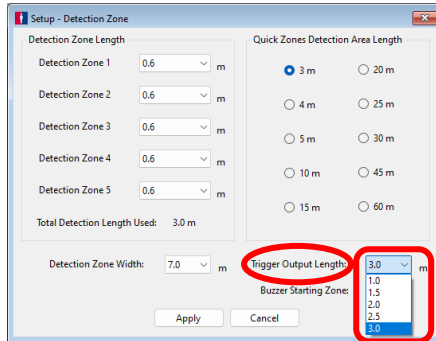 Setup - Detection Zone
Detection Zone Length
Detection Zone 1 0.6 m
Detection Zone 2 0.6 m
Detection Zone 3 0.6 m
Detection Zone 4 0.6 m
Detection Zone 5 0.6 m
Total Detection Length Used: 3.0 m
Quick Zones Detection Area Length
3 m 20 m
4 m 25 m
5 m 30 m
10 m 45 m
15 m 60 m
Detection Zone Width: 7.0 m
Trigger Output Length: 3.0 m
1.0
1.5
2.0
2.5
3.0
Buzzer Starting Zone:
Apply Cancel